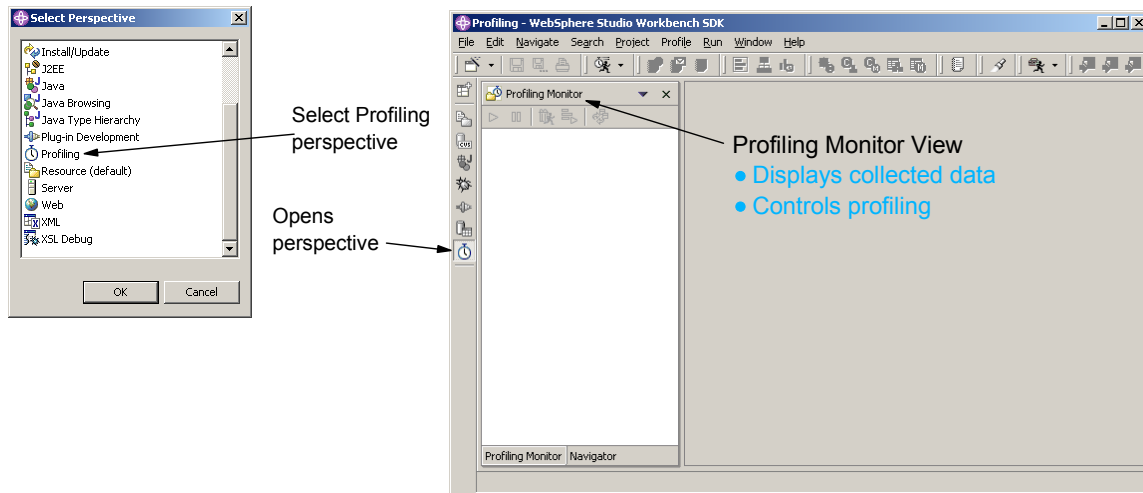 Select Perspective
Install/Update
J2EE
Java
Java Browsing
Java Type Hierarchy
Plug-in Development
Profiling
Resource (default)
Server
Web
XML
XSL Debug
OK Cancel
Select Profiling
perspective
Opens
perspective
Profiling - WebSphere Studio Workbench SDK
File Edit Navigate Search Project Profile Run Window Help
Profiling Monitor
Profiling Monitor View
• Displays collected data
• Controls profiling
Profiling Monitor Navigator